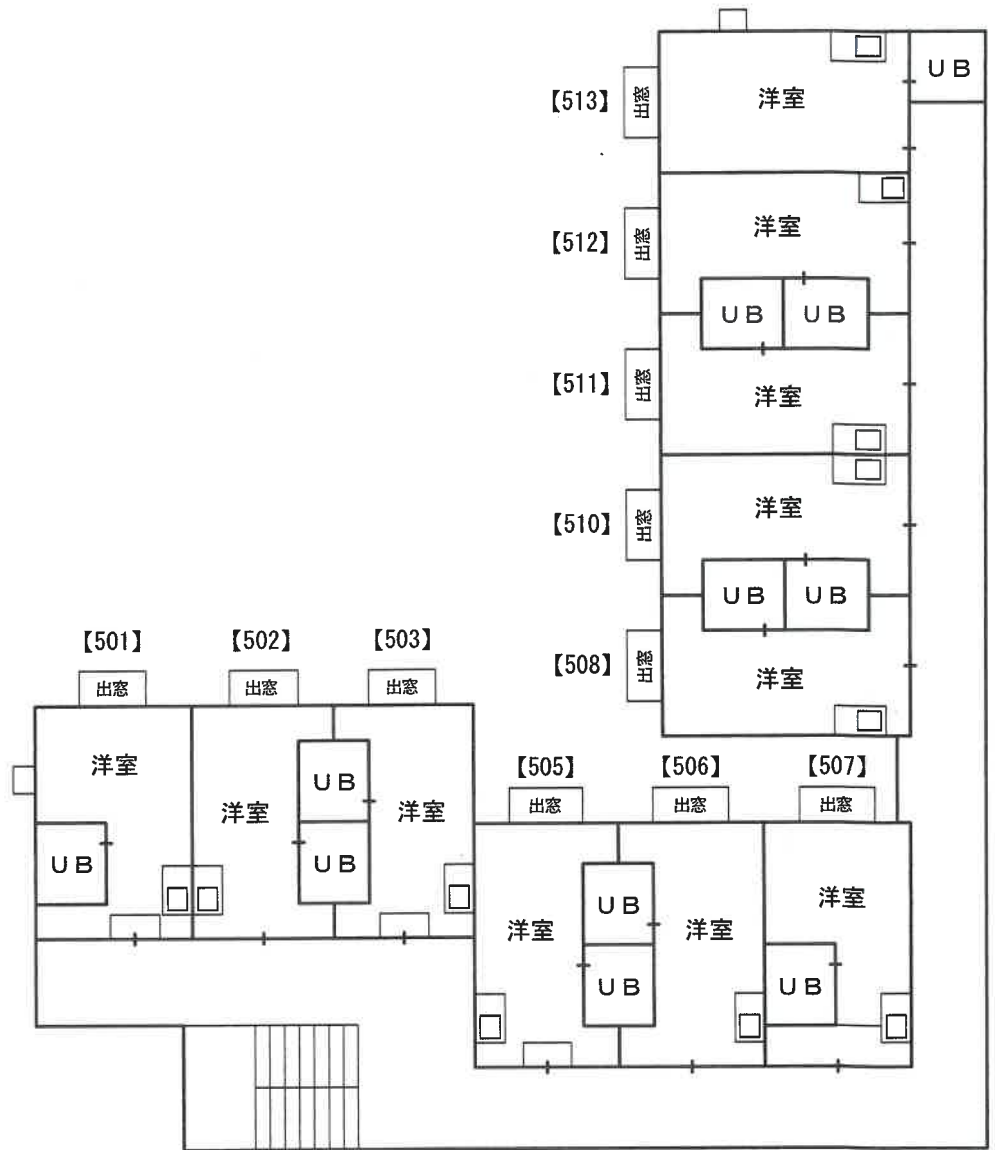 【513】
出窓
洋室
UB
【512】
出窓
洋室
UB
UB
【511】
出窓
洋室
【510】
出窓
洋室
UB
UB
【508】
出窓
洋室
【501】
出窓
洋室
UB
【502】
出窓
洋室
【503】
出窓
洋室
UB
UB
【505】
出窓
洋室
【506】
出窓
洋室
UB
UB
【507】
出窓
洋室
UB